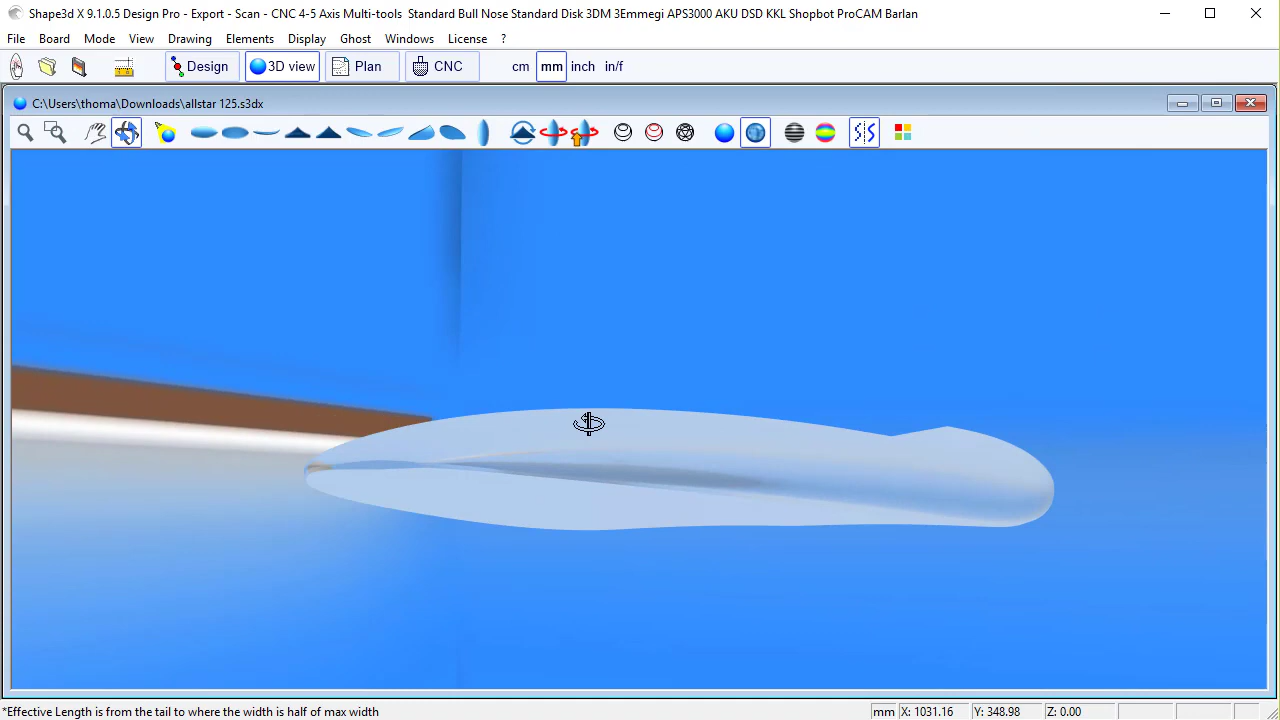 Shape3d X 9.1.0.5 Design Pro - Export - Scan - CNC 4-5 Axis Multi-tools  Standard Bull Nose Standard Disk 3DM 3Emmegi APS3000 AKU DSD KKL Shopbot ProCAM Barlan
File Board Mode View Drawing Elements Display Ghost Windows License ?
Design 3D view Plan CNC cm mm inch in/f
C:\Users\thoma\Downloads\allstar 125.s3dx
*Effective Length is from the tail to where the width is half of max width mm X: 1031.16 Y: 348.98 Z: 0.00